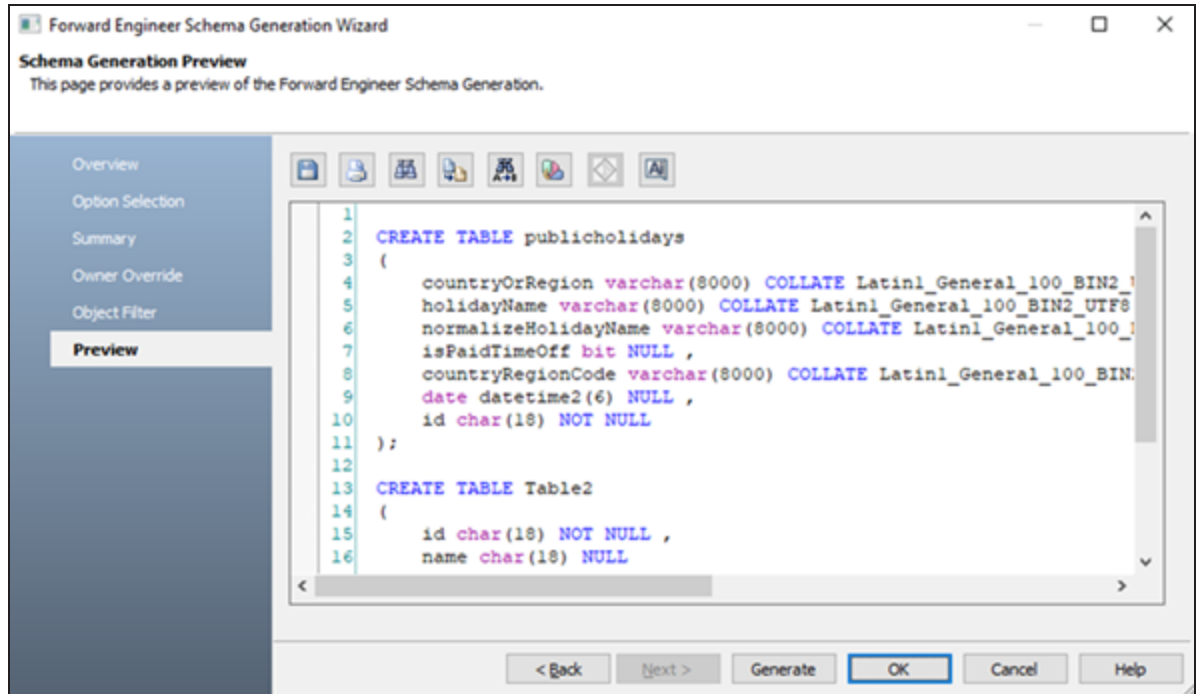 Forward Engineer Schema Generation Wizard
Schema Generation Preview
This page provides a preview of the Forward Engineer Schema Generation.
Overview
Option Selection
Summary
Owner Override
Object Filter
Preview
A→B
A
1
2 CREATE TABLE publicholidays
3 (
4 countryOrRegion varchar(8000) COLLATE Latin1_General_100_BIN2_
5 holidayName varchar(8000) COLLATE Latin1_General_100_BIN2_UTF8
6 normalizeHolidayName varchar(8000) COLLATE Latin1_General_100_
7 isPaidTimeOff bit NULL ,
8 countryRegionCode varchar(8000) COLLATE Latin1_General_100_BIN
9 date datetime2(6) NULL ,
10 id char(18) NOT NULL
11 );
12
13 CREATE TABLE Table2
14 (
15 id char(18) NOT NULL ,
16 name char(18) NULL
< Back Next > Generate OK Cancel Help